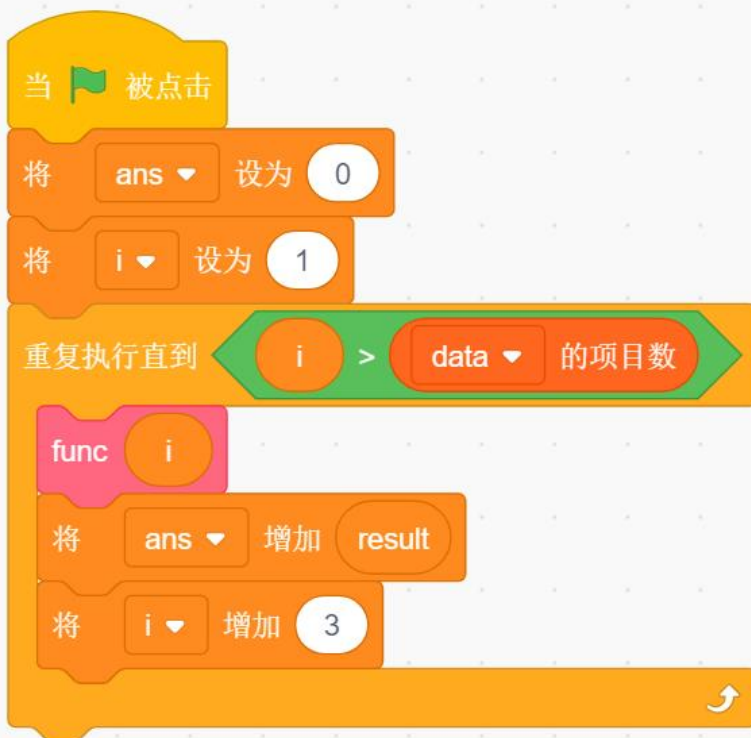 当 被点击
将 ans 设为 0
将 i 设为 1
重复执行直到 i > data 的项目数
func i
将 ans 增加 result
将 i 增加 3